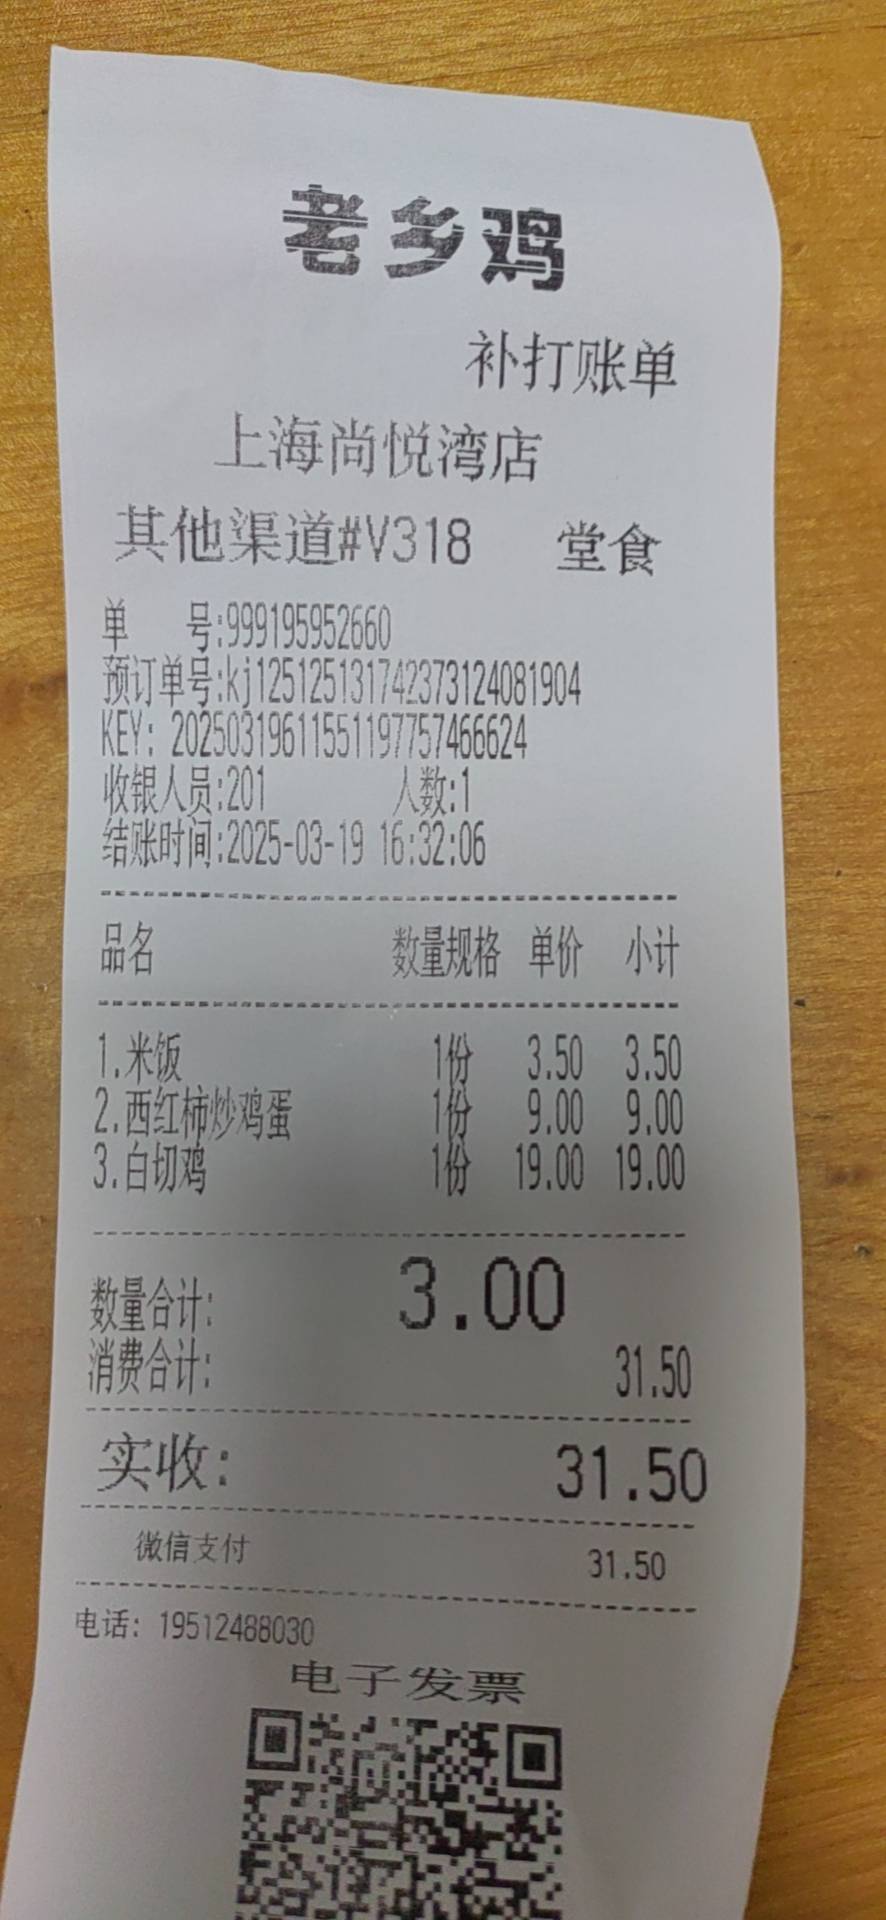 老乡鸡
补打账单
上海尚悦湾店
其他渠道#V318 堂食
单 号:999195952660
预订单号:kj12512513174237312408​1904
KEY: 2025031961155119775​7466624
收银人员:201 人数:1
结账时间:2025-03-19 16:32:06
品名 数量规格 单价 小计
1.米饭 1份 3.50 3.50
2.西红柿炒鸡蛋 1份 9.00 9.00
3.白切鸡 1份 19.00 19.00
数量合计: 3.00
消费合计: 31.50
实收: 31.50
微信支付 31.50
电话: 19512488030
电子发票